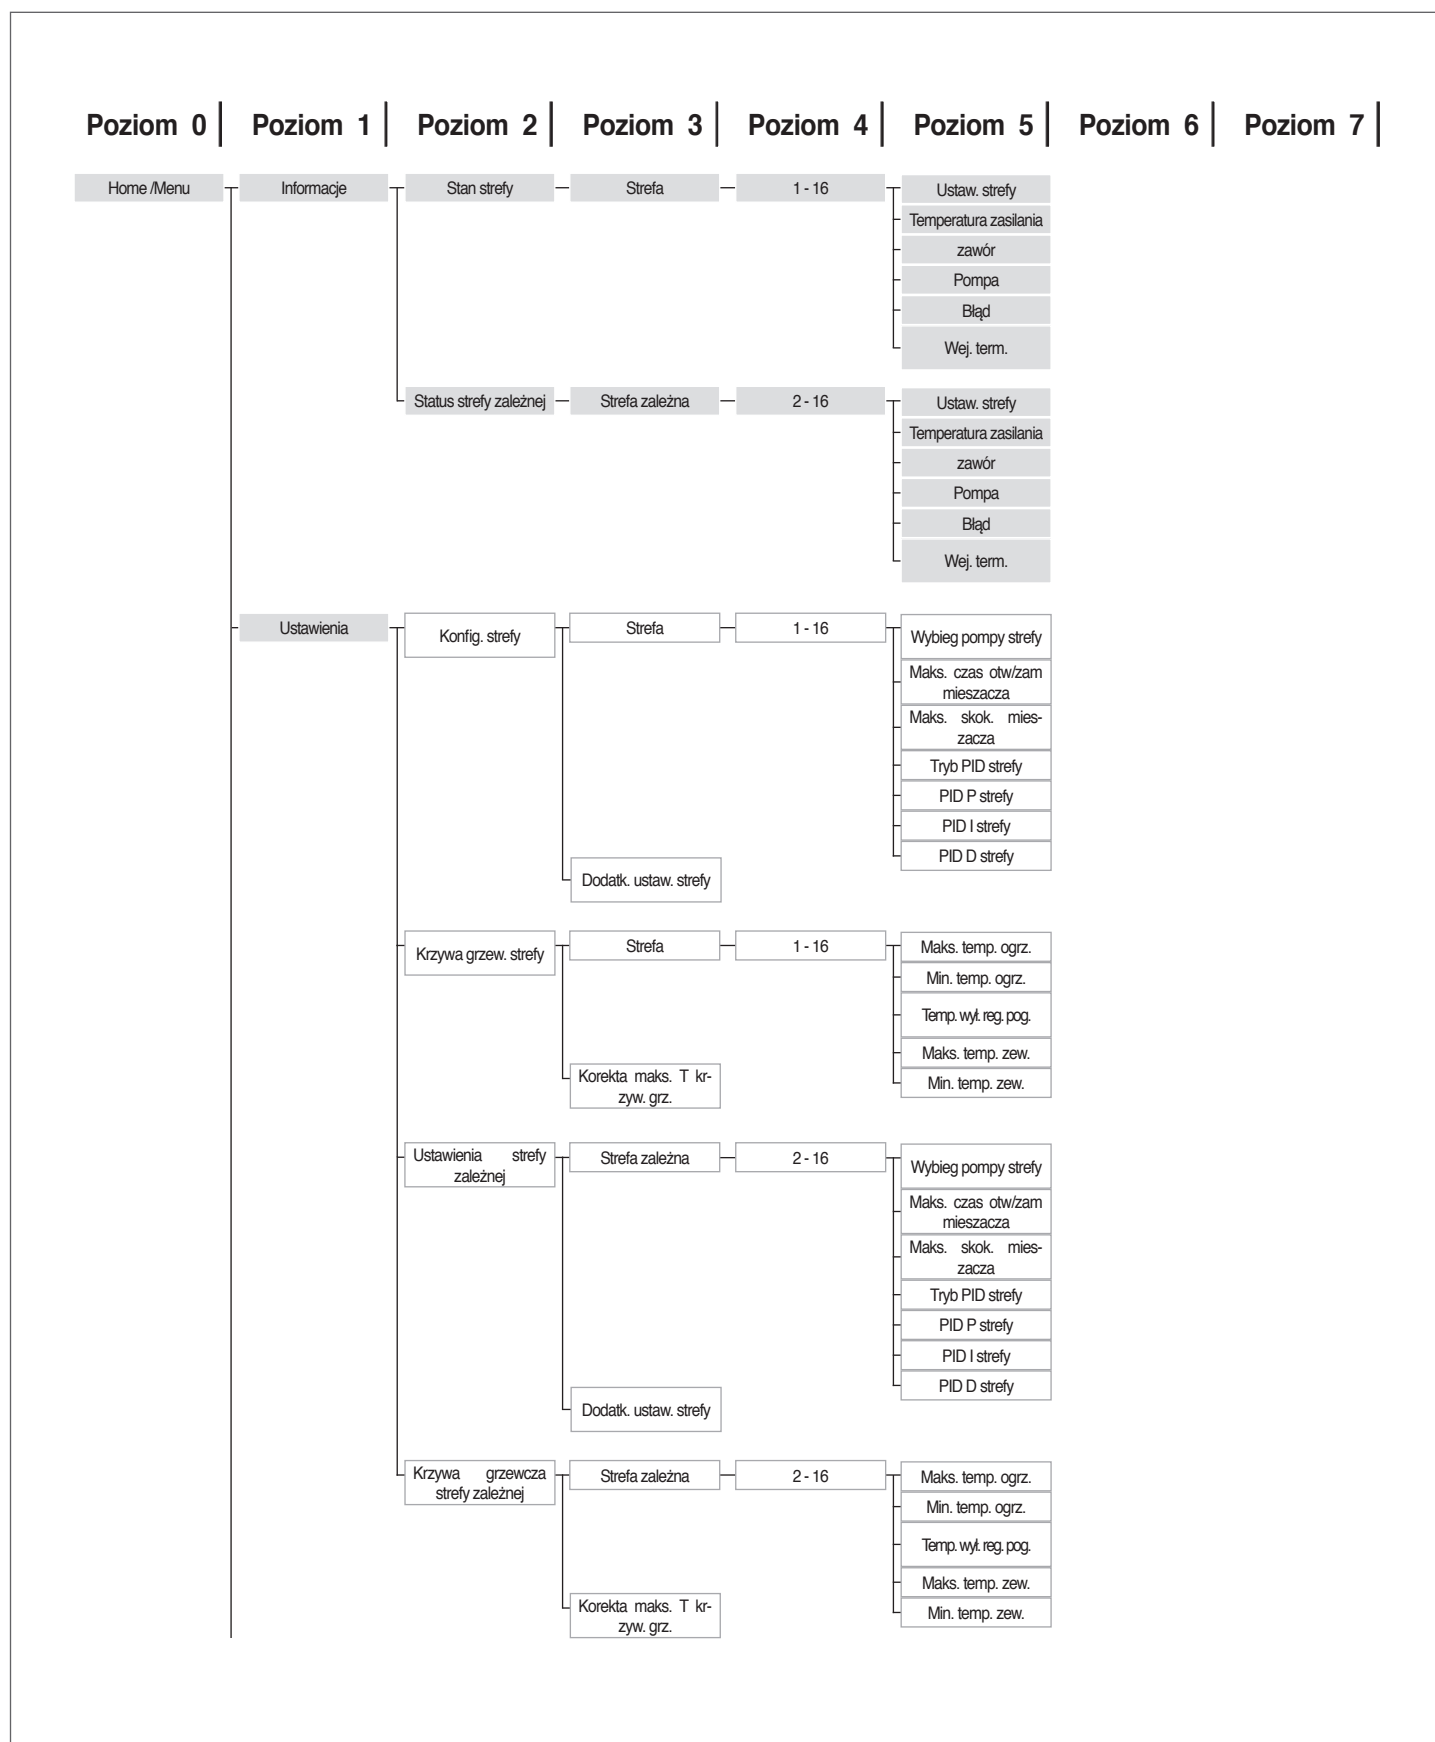 Poziom 0 Poziom 1 Poziom 2 Poziom 3 Poziom 4 Poziom 5 Poziom 6 Poziom 7
Home /Menu Informacje Stan strefy Strefa 1 - 16 Ustaw. strefy
Temperatura zasilania
zawór
Pompa
Błąd
Wej. term.
Status strefy zależnej Strefa zależna 2 - 16 Ustaw. strefy
Temperatura zasilania
zawór
Pompa
Błąd
Wej. term.
Ustawienia Konfig. strefy Strefa 1 - 16 Wybieg pompy strefy
Maks. czas otw/zam
mieszacza
Maks. skok. mies-
zacza
Tryb PID strefy
PID P strefy
PID I strefy
PID D strefy
Dodatk. ustaw. strefy
Krzywa grzew. strefy Strefa 1 - 16 Maks. temp. ogrz.
Min. temp. ogrz.
Temp. wył. reg. pog.
Maks. temp. zew.
Min. temp. zew.
Korekta maks. T kr-
zyw. grz.
Ustawienia strefy
zależnej
Strefa zależna 2 - 16 Wybieg pompy strefy
Maks. czas otw/zam
mieszacza
Maks. skok. mies-
zacza
Tryb PID strefy
PID P strefy
PID I strefy
PID D strefy
Dodatk. ustaw. strefy
Krzywa grzewcza
strefy zależnej
Strefa zależna 2 - 16 Maks. temp. ogrz.
Min. temp. ogrz.
Temp. wył. reg. pog.
Maks. temp. zew.
Min. temp. zew.
Korekta maks. T kr-
zyw. grz.